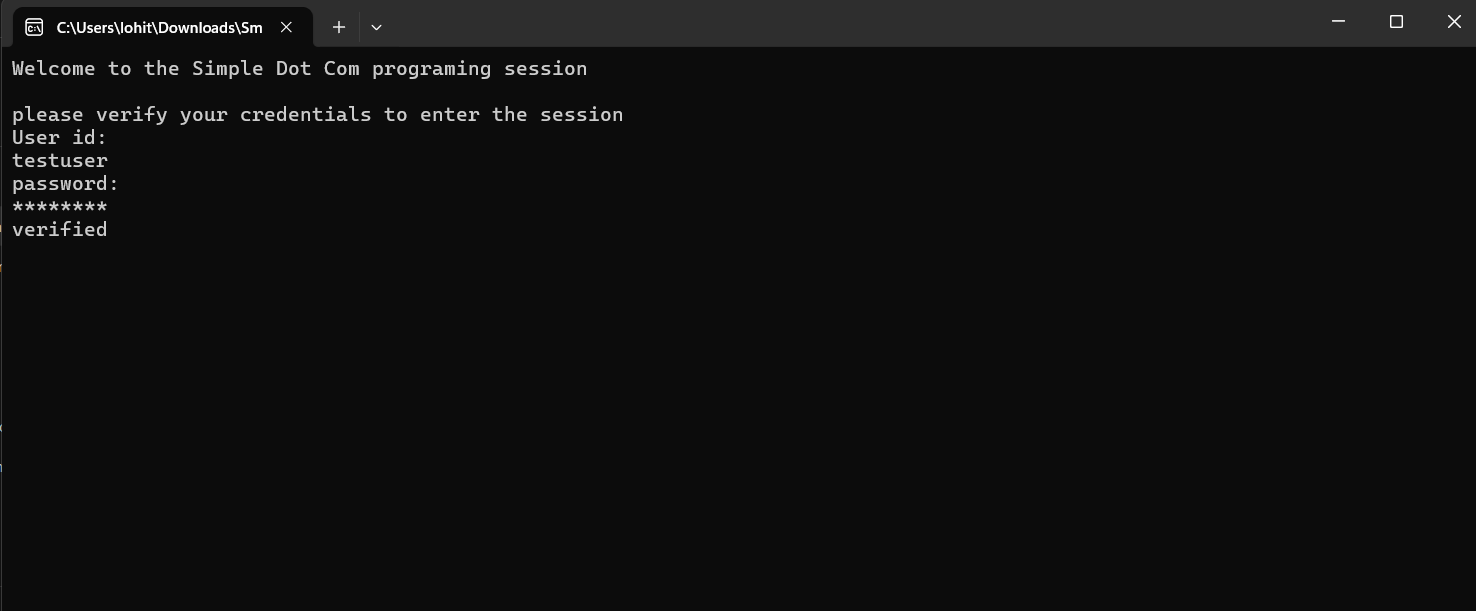 C:\Users\lohit\Downloads\Sm
Welcome to the Simple Dot Com programing session
please verify your credentials to enter the session
User id:
testuser
password:
********
verified